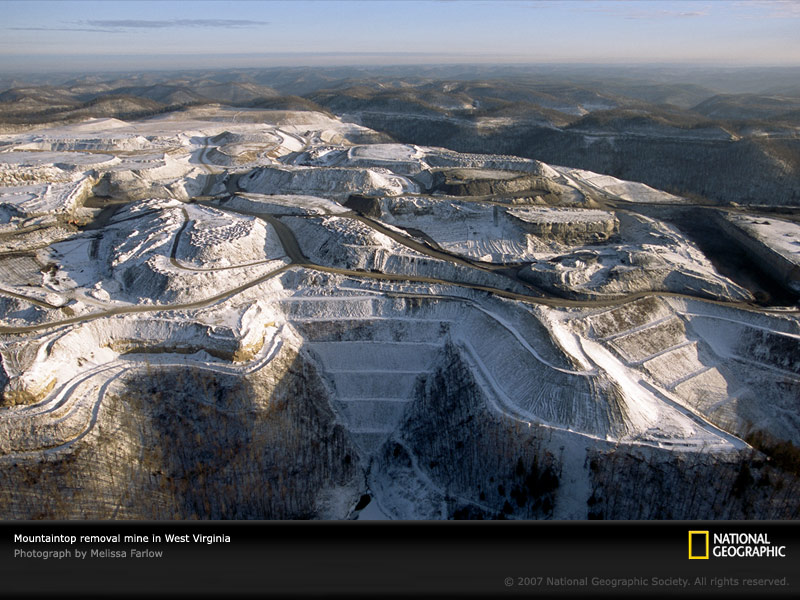 Mountaintop removal mine in West Virginia
Photograph by Melissa Farlow
NATIONAL
GEOGRAPHIC
© 2007 National Geographic Society. All rights reserved.